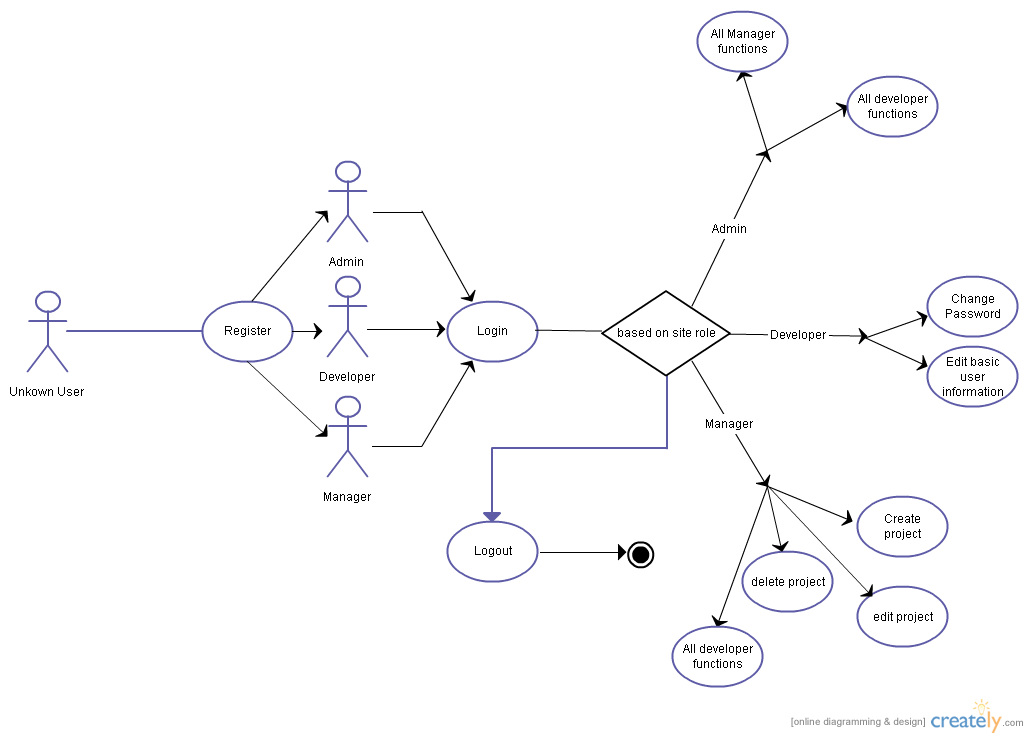 All Manager
functions
All developer
functions
Admin
Admin
Register
Login
based on site role
Developer
Change
Password
Edit basic
user
information
Unkown User
Developer
Manager
Manager
Create
project
Logout
delete project
edit project
All developer
functions
[online diagramming & design] creately.com